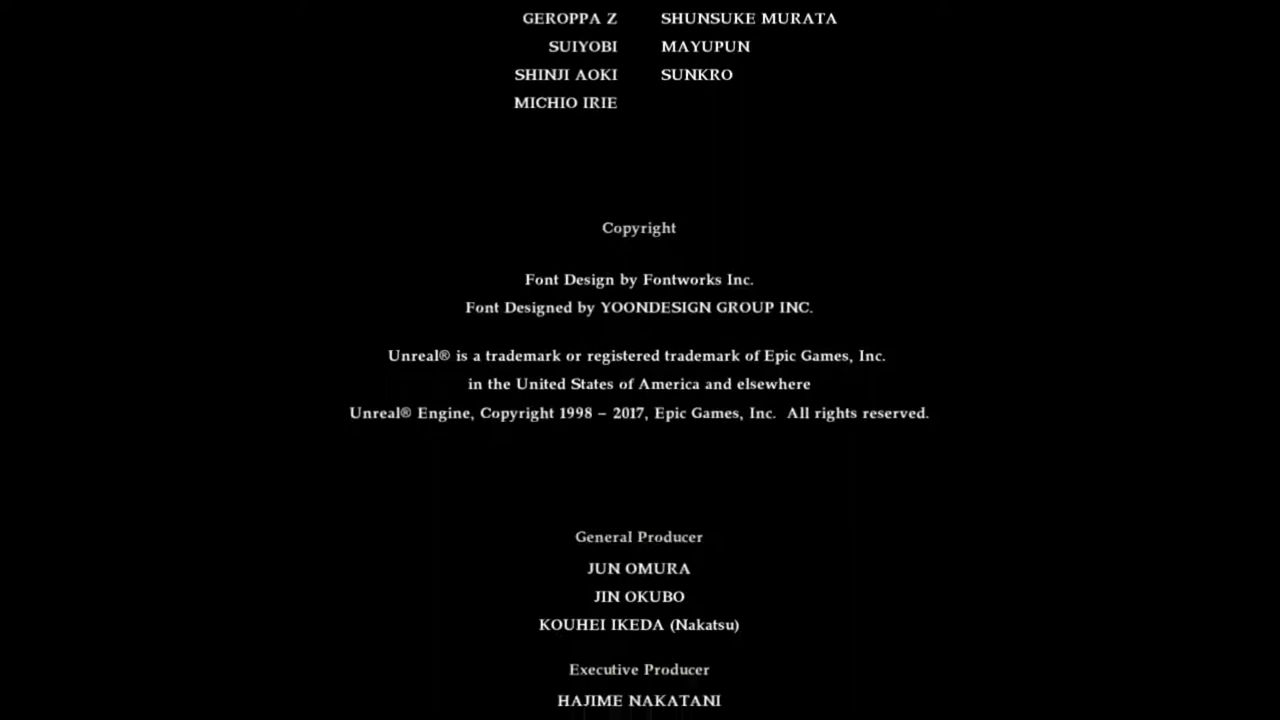 GEROPPA Z SHUNSUKE MURATA
SUIYOBI MAYUPUN
SHINJI AOKI SUNKRO
MICHIO IRIE
Copyright
Font Design by Fontworks Inc.
Font Designed by YOONDESIGN GROUP INC.
Unreal® is a trademark or registered trademark of Epic Games, Inc.
in the United States of America and elsewhere
Unreal® Engine, Copyright 1998 – 2017, Epic Games, Inc. All rights reserved.
General Producer
JUN OMURA
JIN OKUBO
KOUHEI IKEDA (Nakatsu)
Executive Producer
HAJIME NAKATANI